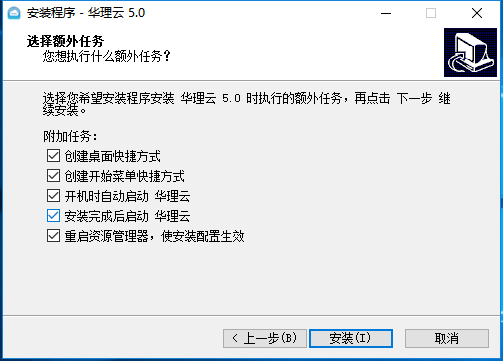 安装程序 - 华理云 5.0
选择额外任务
您想执行什么额外任务？
选择您希望安装程序安装 华理云 5.0 时执行的额外任务，再点击 下一步 继
续安装。
附加任务：
创建桌面快捷方式
创建开始菜单快捷方式
开机时自动启动 华理云
安装完成后启动 华理云
重启资源管理器，使安装配置生效
< 上一步(B)
安装(I)
取消